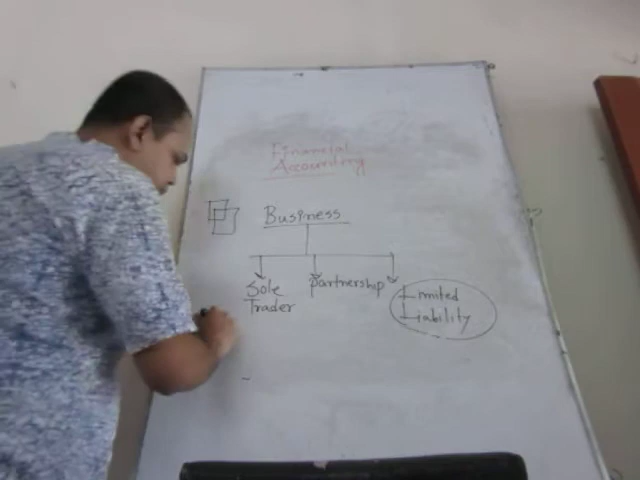 Financial
Accounting
Business
Sole
Trader
partnership
Limited
Liability